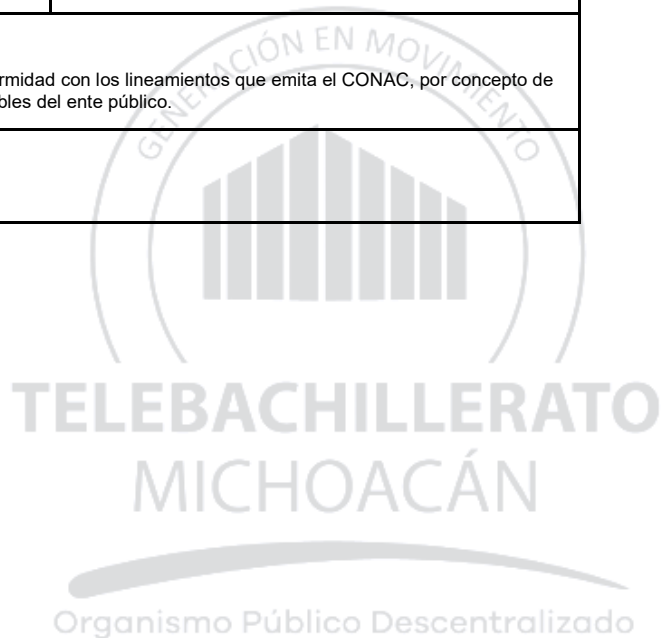 GENERACIÓN EN MOVIMIENTO
rmidad con los lineamientos que emita el CONAC, por concepto de
bles del ente público.
TELEBACHILLERATO
MICHOACÁN
Organismo Público Descentralizado